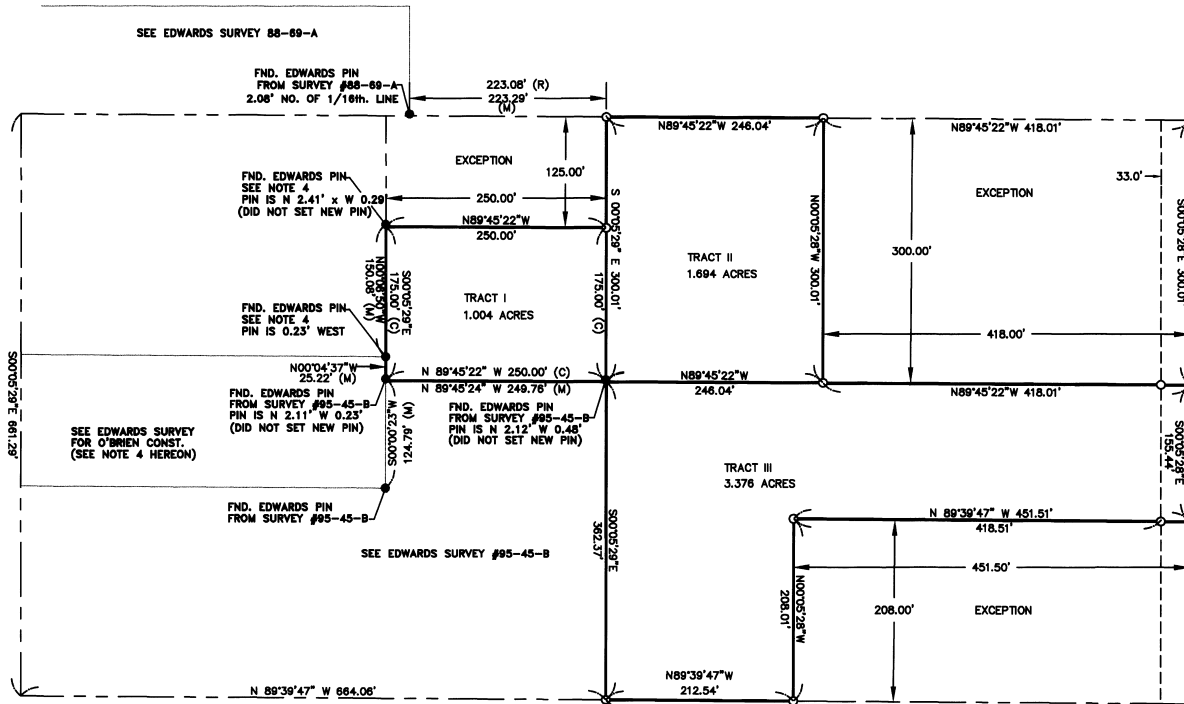 SEE EDWARDS SURVEY 88-69-A
FND. EDWARDS PIN
FROM SURVEY #88-69-A
2.08' NO. OF 1/16th. LINE
223.08' (R)
223.29'
(M)
N89°45'22"W 246.04'
N89°45'22"W 418.01'
EXCEPTION
125.00'
33.0'
EXCEPTION
FND. EDWARDS PIN
SEE NOTE 4
PIN IS N 2.41' x W 0.29
(DID NOT SET NEW PIN)
250.00'
N89°45'22"W
250.00'
S 00°05'29" E 300.01'
175.00' (C)
N00°05'28"W 300.01'
300.00'
S00°05'28"E 300.01'
TRACT II
1.694 ACRES
S00°05'29"E
175.00' (C)
N00°06'50"W
150.08' (M)
TRACT I
1.004 ACRES
FND. EDWARDS PIN
SEE NOTE 4
PIN IS 0.23' WEST
418.00'
S00°05'29"E 661.29'
N00°04'37"W
25.22' (M)
N 89°45'22" W 250.00' (C)
N 89°45'24" W 249.76' (M)
N89°45'22"W
246.04'
N89°45'22"W 418.01'
FND. EDWARDS PIN
FROM SURVEY #95-45-B
PIN IS N 2.11' W 0.23'
(DID NOT SET NEW PIN)
FND. EDWARDS PIN
FROM SURVEY #95-45-B
PIN IS N 2.12' W 0.48'
(DID NOT SET NEW PIN)
SEE EDWARDS SURVEY
FOR O'BRIEN CONST.
(SEE NOTE 4 HEREON)
S00°00'23"W
124.79' (M)
S00°05'28"E
155.44'
TRACT III
3.376 ACRES
FND. EDWARDS PIN
FROM SURVEY #95-45-B
N 89°39'47" W 451.51'
418.51'
SEE EDWARDS SURVEY #95-45-B
S00°05'29"E
362.37'
451.50'
N00°05'28"W
208.01'
208.00'
EXCEPTION
N 89°39'47" W 664.06'
N89°39'47"W
212.54'